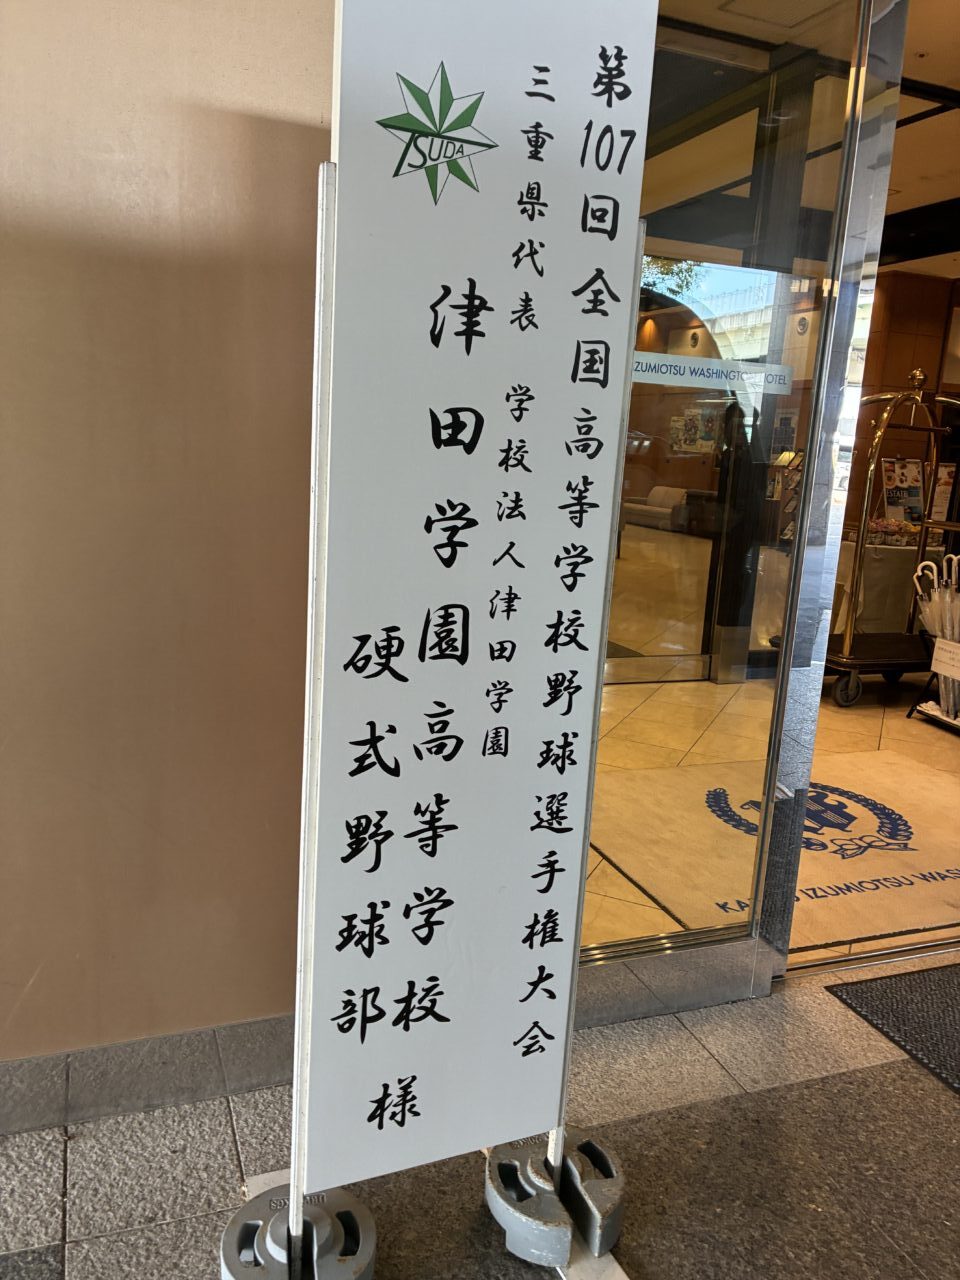 第107回全国高等学校野球選手権大会
三重県代表 学校法人津田学園
津田学園高等学校
硬式野球部
様
TSUDA
IZUMIOTSU WASHINGTON HOTEL
IZUMIOTSU WASH
ESTATE